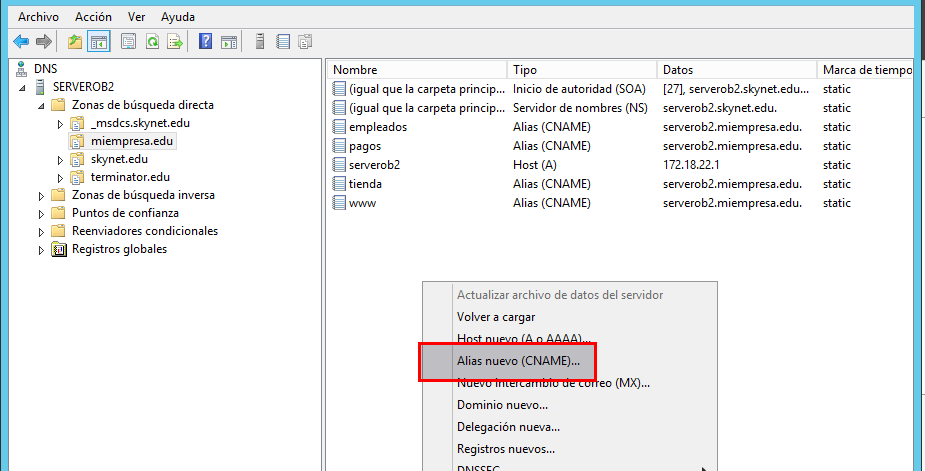 Archivo Acción Ver Ayuda
DNS
SERVEROB2
Zonas de búsqueda directa
_msdcs.skynet.edu
miempresa.edu
skynet.edu
terminator.edu
Zonas de búsqueda inversa
Puntos de confianza
Reenviadores condicionales
Registros globales
Nombre Tipo Datos Marca de tiempo
(igual que la carpeta princip... Inicio de autoridad (SOA) [27], serverob2.skynet.edu... static
(igual que la carpeta princip... Servidor de nombres (NS) serverob2.skynet.edu. static
empleados Alias (CNAME) serverob2.miempresa.edu. static
pagos Alias (CNAME) serverob2.miempresa.edu. static
serverob2 Host (A) 172.18.22.1 static
tienda Alias (CNAME) serverob2.miempresa.edu. static
www Alias (CNAME) serverob2.miempresa.edu. static
Actualizar archivo de datos del servidor
Volver a cargar
Host nuevo (A o AAAA)...
Alias nuevo (CNAME)...
Nuevo intercambio de correo (MX)...
Dominio nuevo...
Delegación nueva...
Registros nuevos...
DNSSEC